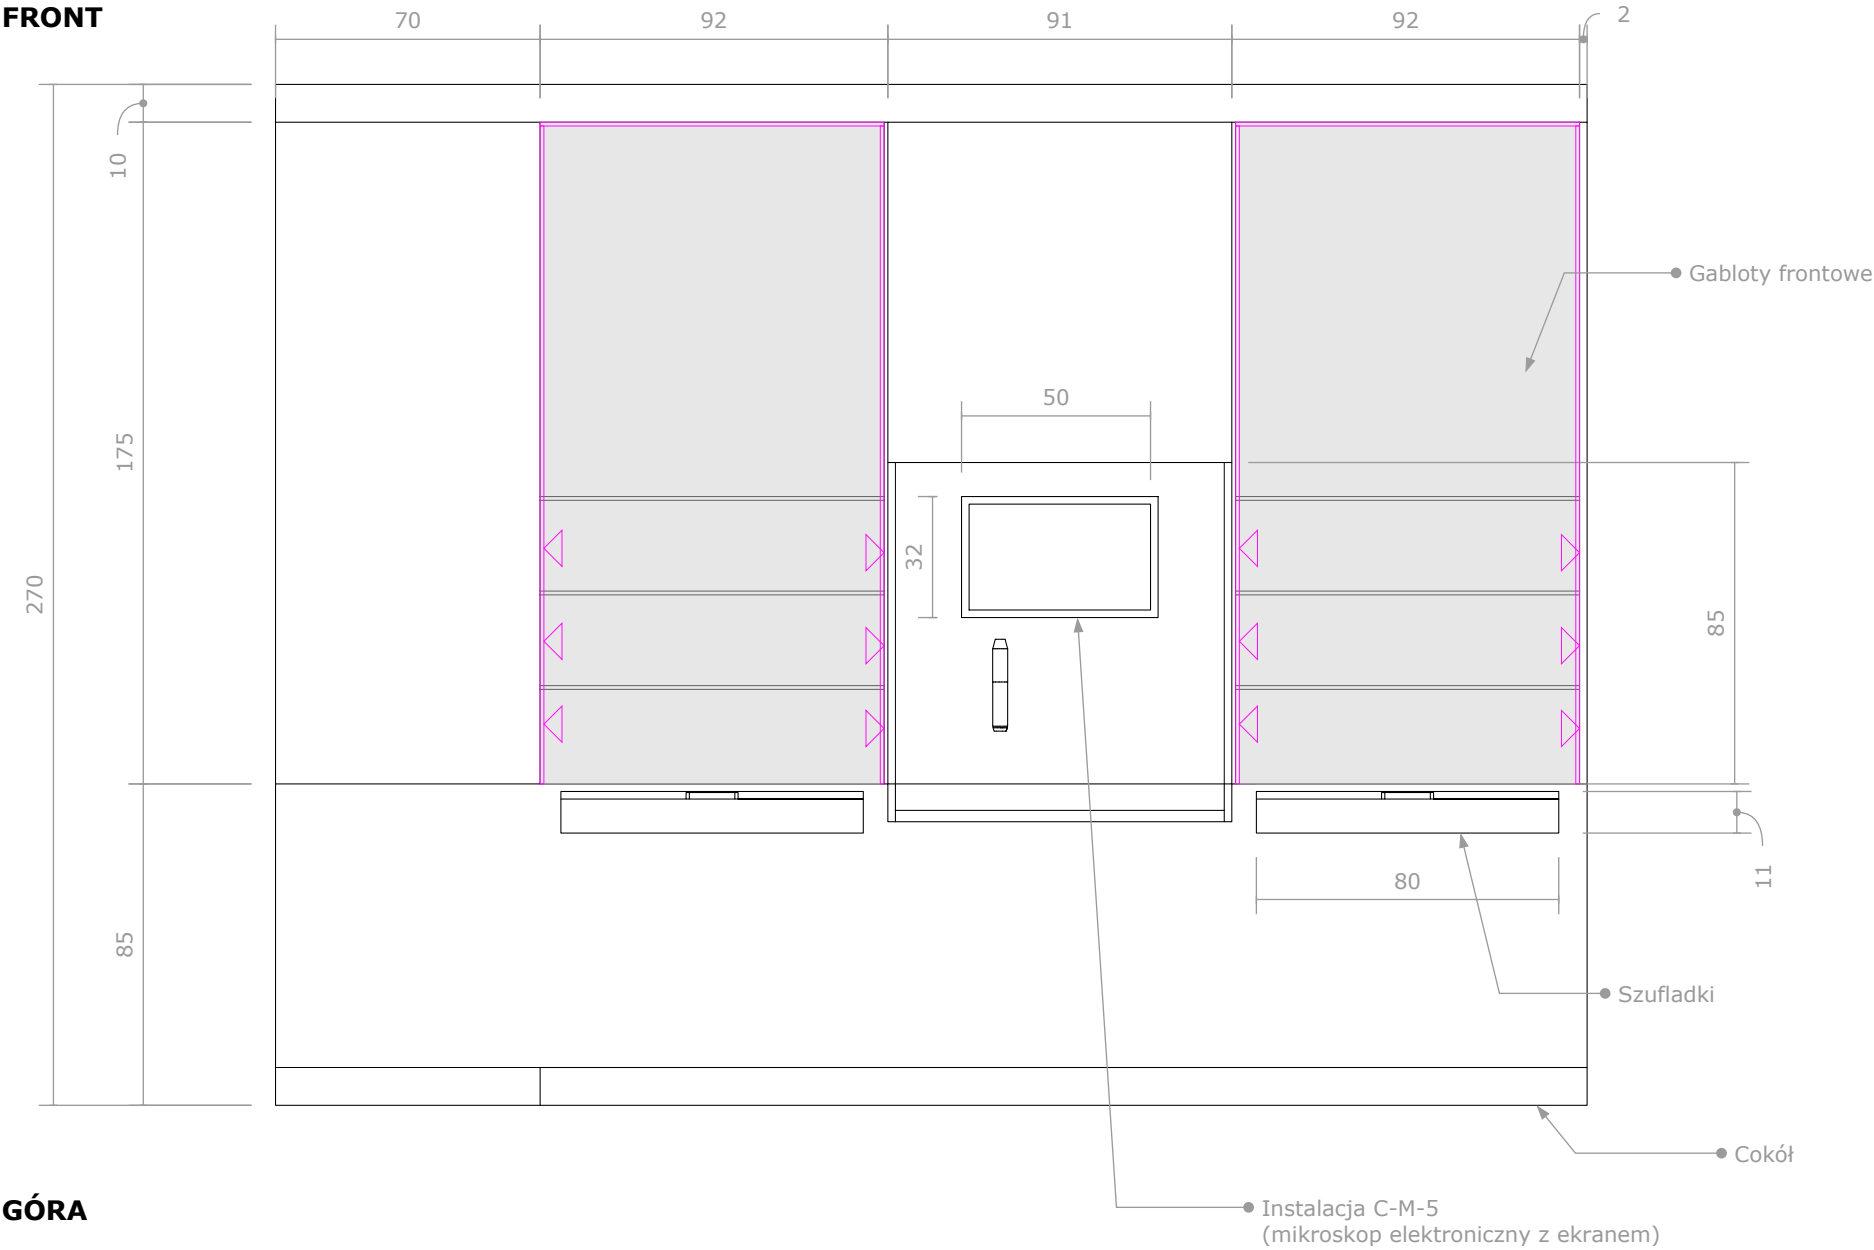 FRONT
70
92
91
92
2
10
175
270
85
Gabloty frontowe
50
32
85
11
80
Szufladki
Cokół
Instalacja C-M-5
(mikroskop elektroniczny z ekranem)
GÓRA